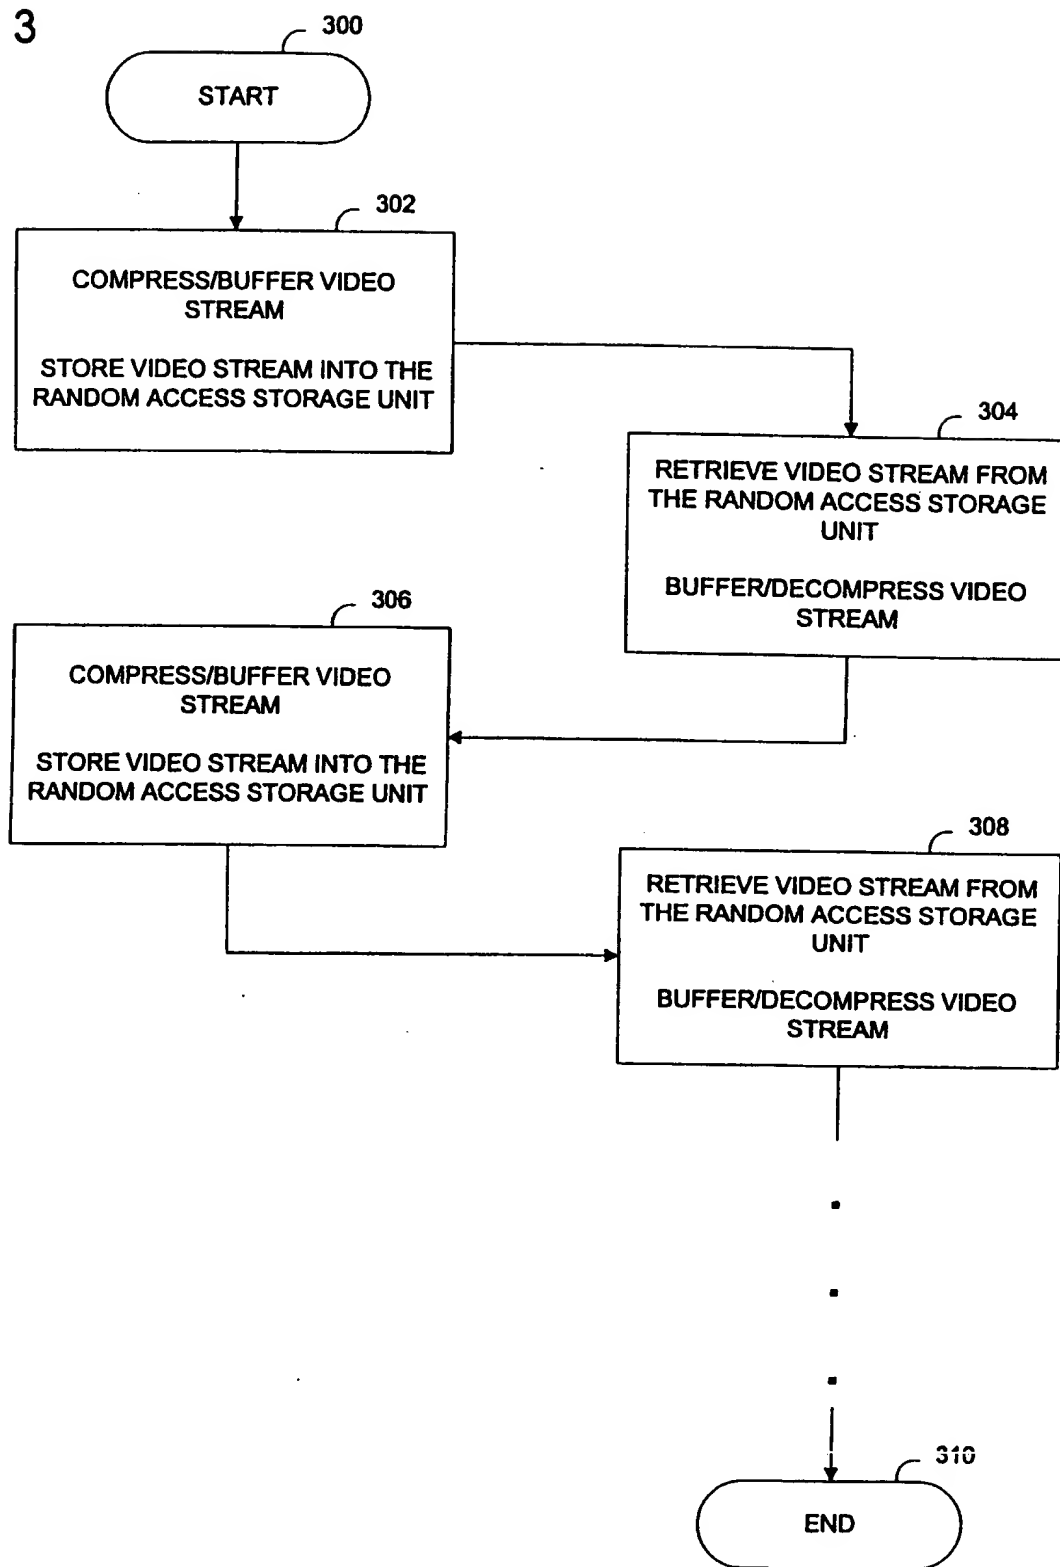 3
300
START
302
COMPRESS/BUFFER VIDEO
STREAM
STORE VIDEO STREAM INTO THE
RANDOM ACCESS STORAGE UNIT
304
RETRIEVE VIDEO STREAM FROM
THE RANDOM ACCESS STORAGE
UNIT
BUFFER/DECOMPRESS VIDEO
STREAM
306
COMPRESS/BUFFER VIDEO
STREAM
STORE VIDEO STREAM INTO THE
RANDOM ACCESS STORAGE UNIT
308
RETRIEVE VIDEO STREAM FROM
THE RANDOM ACCESS STORAGE
UNIT
BUFFER/DECOMPRESS VIDEO
STREAM
310
END